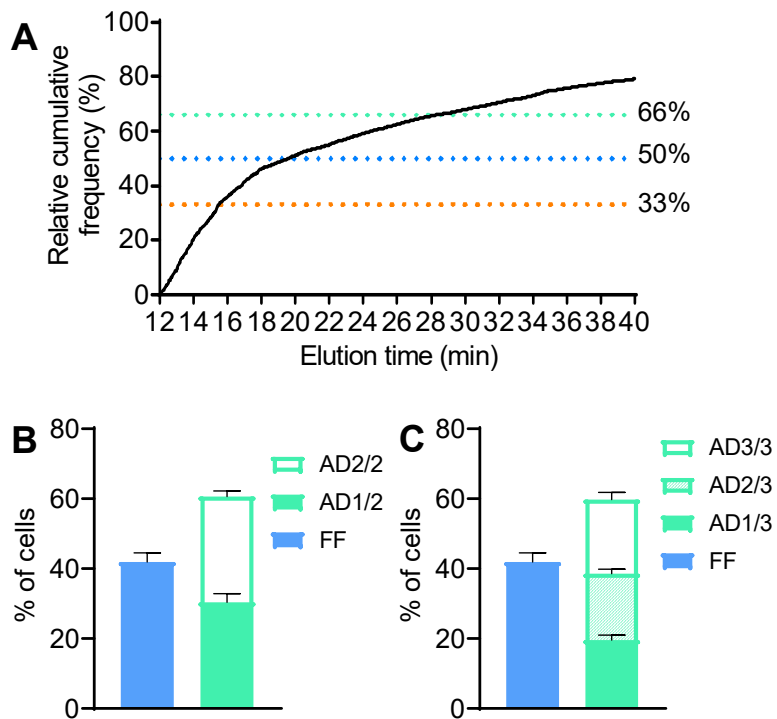 A
Relative cumulative
frequency (%)
100
80
60
40
20
0
66%
50%
33%
12 14 16 18 20 22 24 26 28 30 32 34 36 38 40
Elution time (min)
B
% of cells
80
60
40
20
0
AD2/2
AD1/2
FF
C
% of cells
80
60
40
20
0
AD3/3
AD2/3
AD1/3
FF